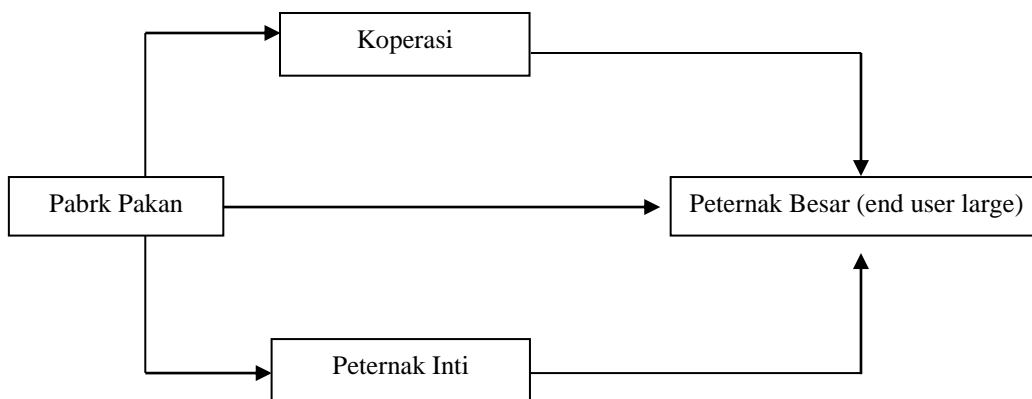 Koperasi
Pabrk Pakan
Peternak Besar (end user large)
Peternak Inti